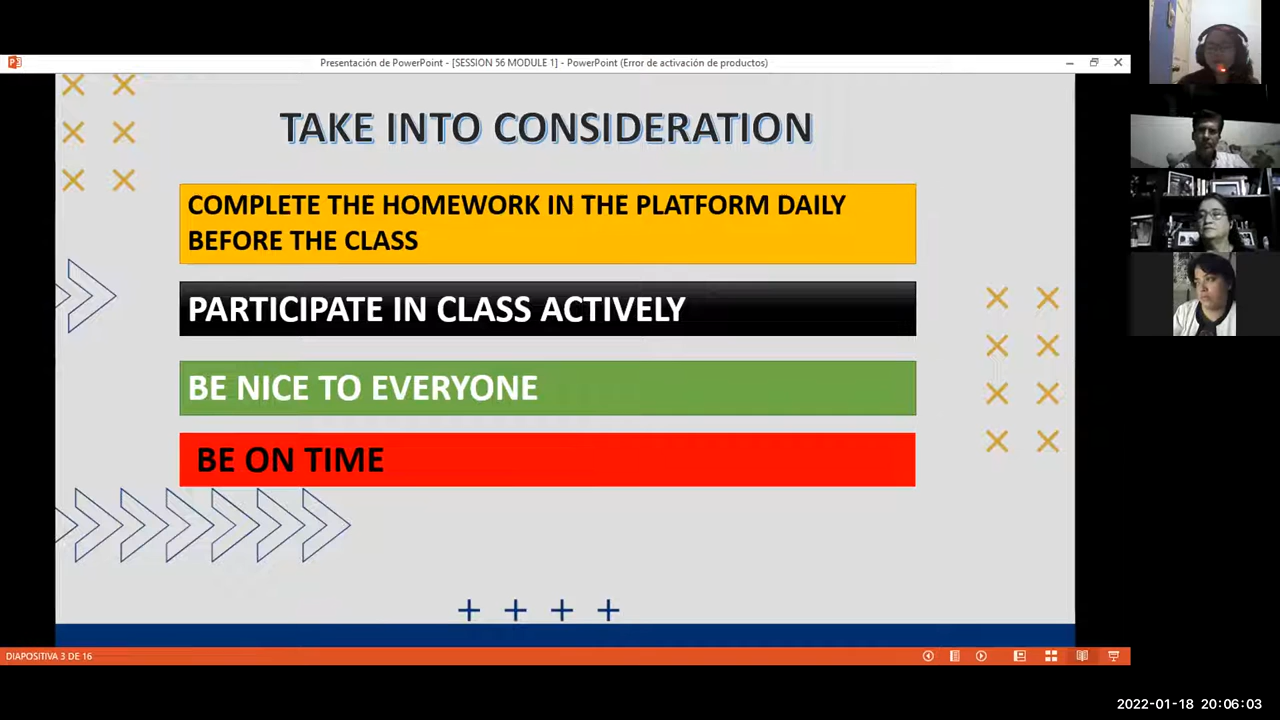 Presentación de PowerPoint - [SESSION 56 MODULE 1] - PowerPoint (Error de activación de productos)
TAKE INTO CONSIDERATION
COMPLETE THE HOMEWORK IN THE PLATFORM DAILY
BEFORE THE CLASS
PARTICIPATE IN CLASS ACTIVELY
BE NICE TO EVERYONE
BE ON TIME
DIAPOSITIVA 3 DE 16
2022-01-18 20:06:03